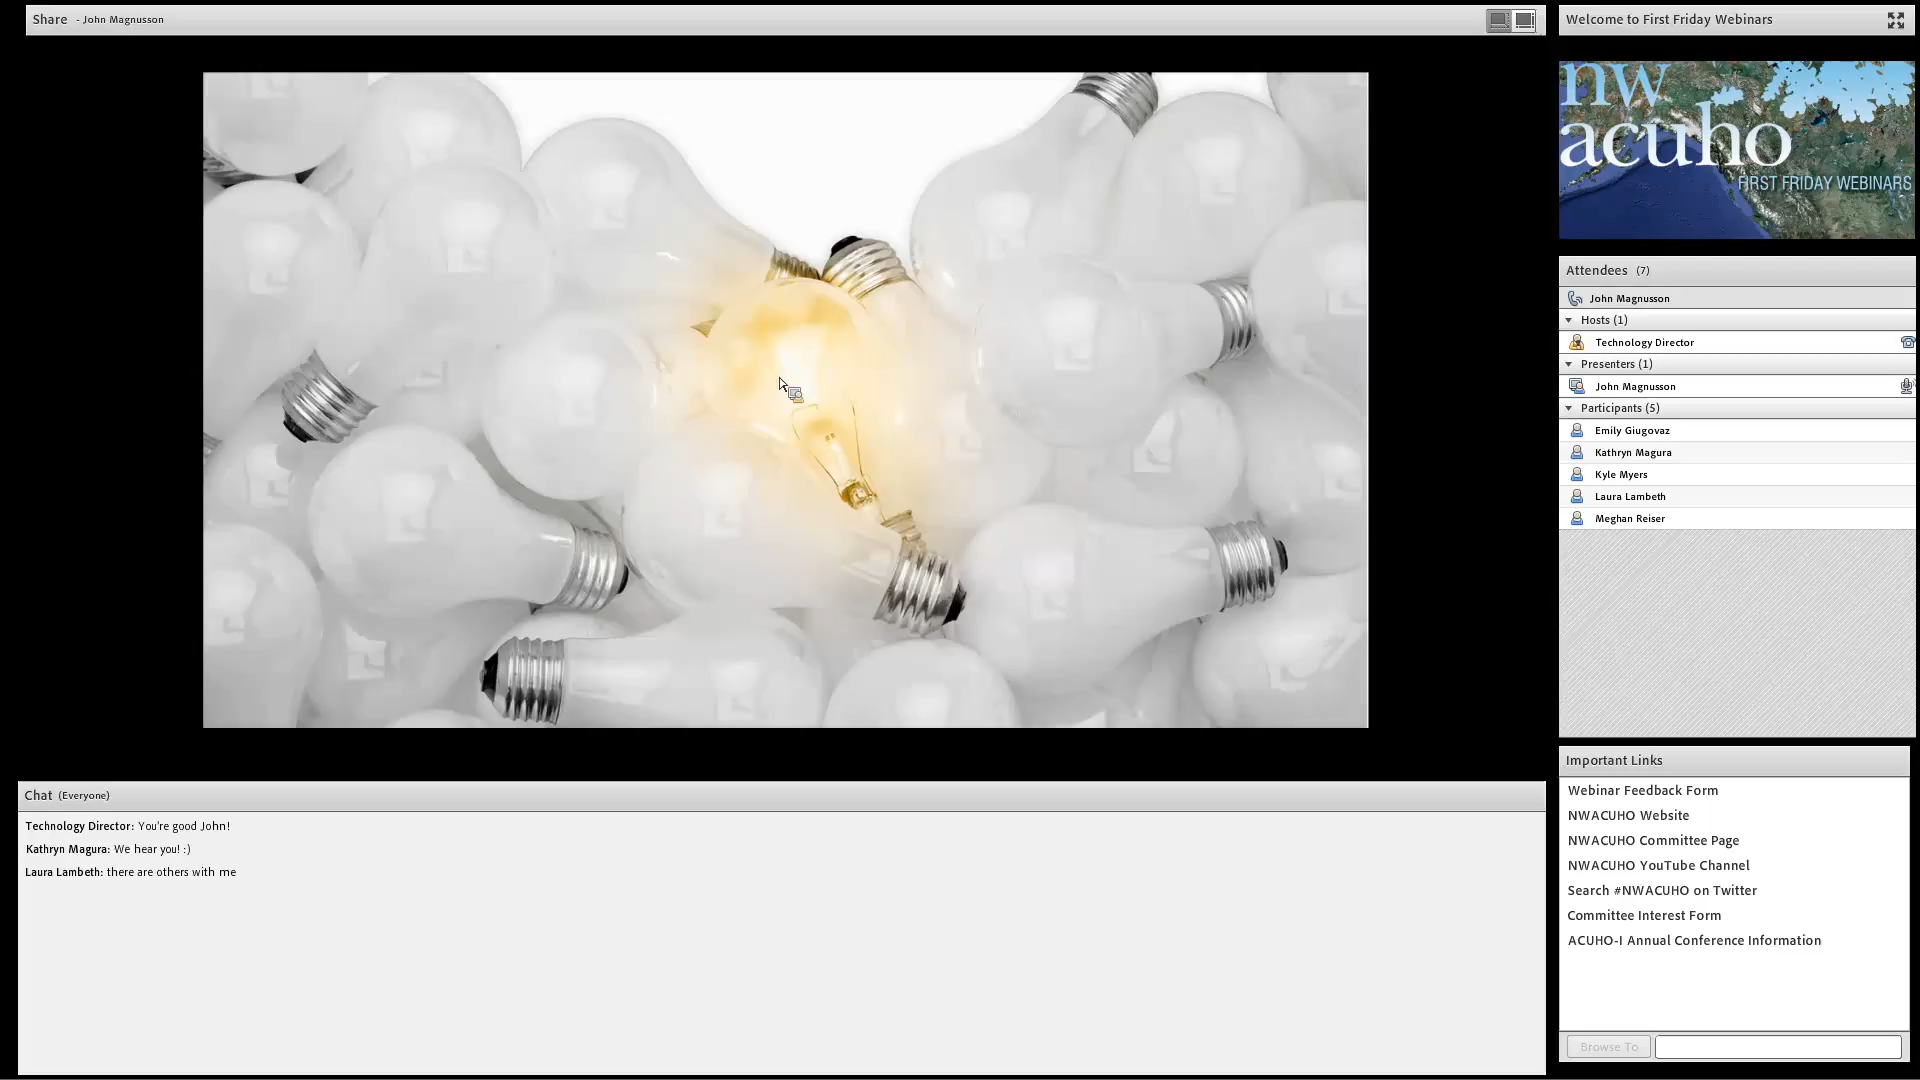 Share - John Magnusson
Welcome to First Friday Webinars
nw
acuho
FIRST FRIDAY WEBINARS
Attendees (7)
John Magnusson
Hosts (1)
Technology Director
Presenters (1)
John Magnusson
Participants (5)
Emily Giugovaz
Kathryn Magura
Kyle Myers
Laura Lambeth
Meghan Reiser
Important Links
Webinar Feedback Form
NWACUHO Website
NWACUHO Committee Page
NWACUHO YouTube Channel
Search #NWACUHO on Twitter
Committee Interest Form
ACUHO-I Annual Conference Information
Browse To
Chat (Everyone)
Technology Director: You're good John!
Kathryn Magura: We hear you! :)
Laura Lambeth: there are others with me